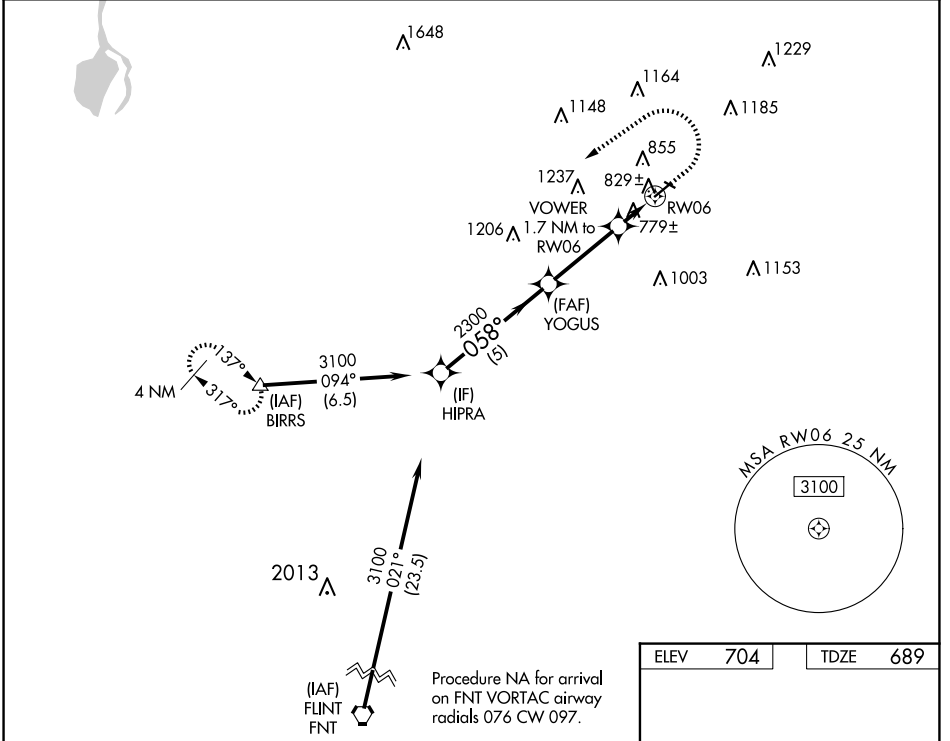 1648
1229
1164
1148
1185
855
1237
829±
VOWER
1.7 NM to
RW06
RW06
1206
779±
1003
1153
(FAF)
YOGUS
2300
058°
(5)
137°
317°
4 NM
3100
094°
(6.5)
(IAF)
BIRRS
(IF)
HIPRA
MSA RW06 25 NM
3100
2013
3100
021°
(23.5)
(IAF)
FLINT
FNT
Procedure NA for arrival
on FNT VORTAC airway
radials 076 CW 097.
ELEV 704 TDZE 689